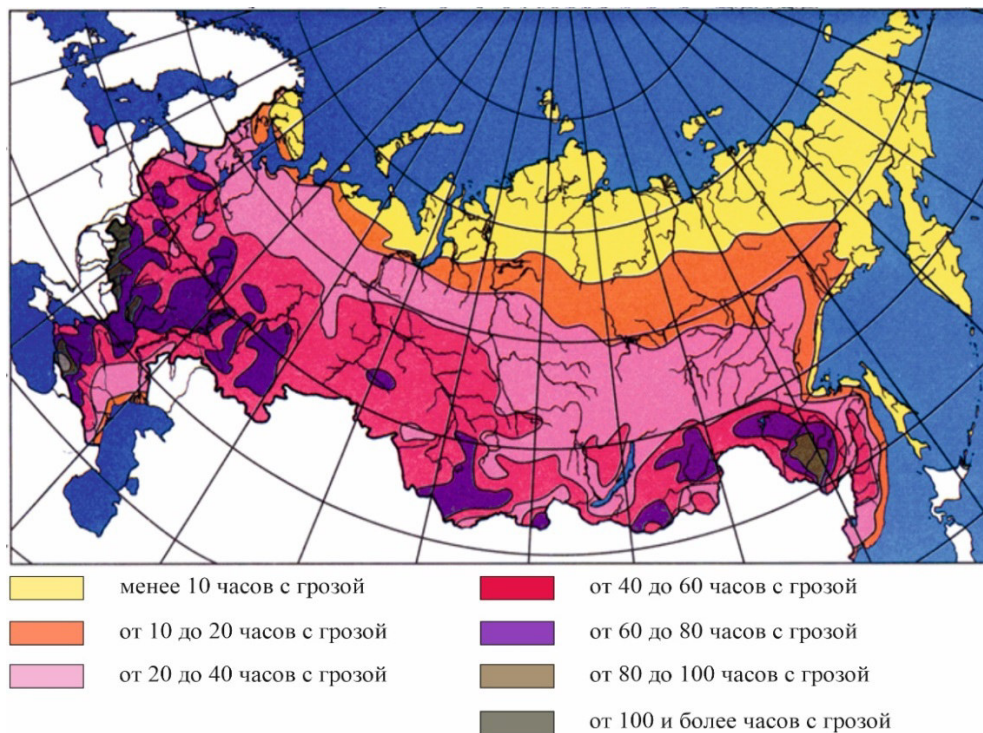 менее 10 часов с грозой
от 10 до 20 часов с грозой
от 20 до 40 часов с грозой
от 40 до 60 часов с грозой
от 60 до 80 часов с грозой
от 80 до 100 часов с грозой
от 100 и более часов с грозой